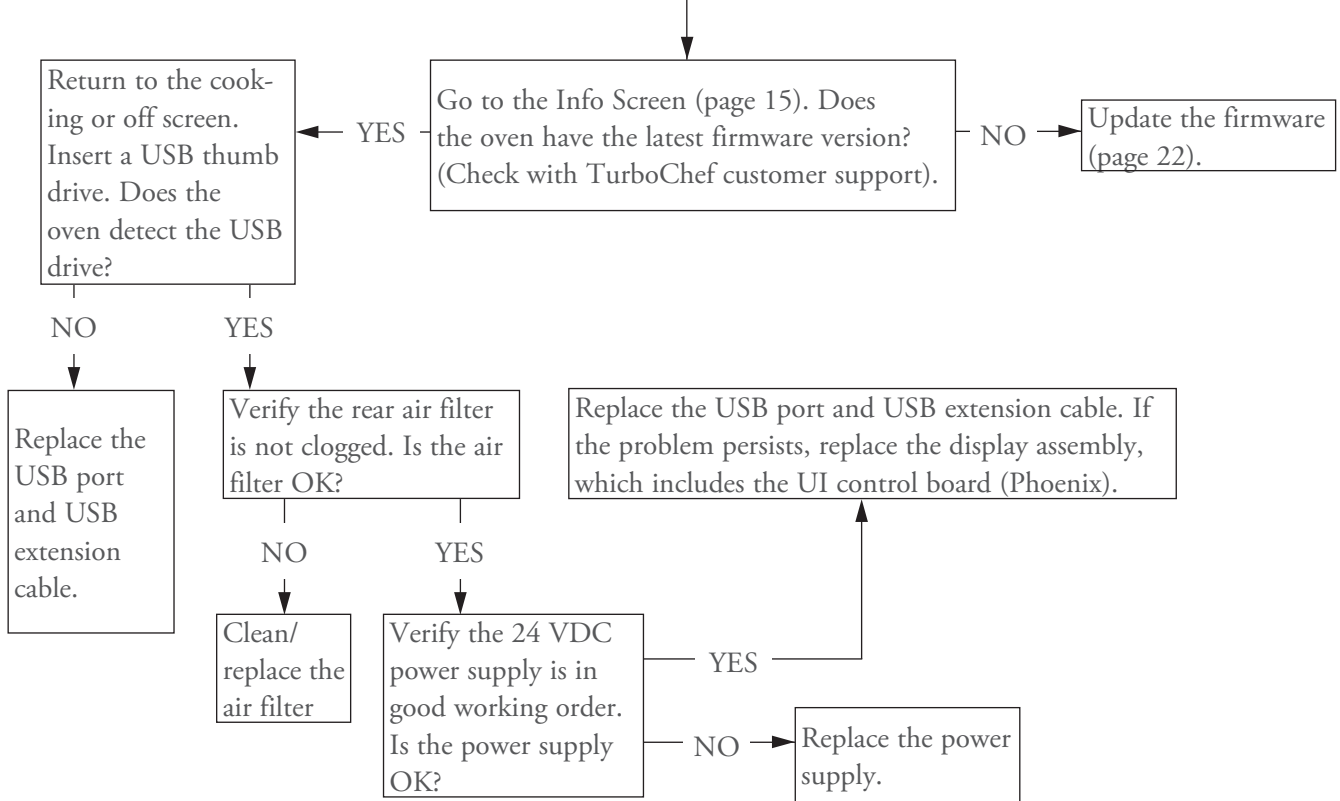 Go to the Info Screen (page 15). Does
the oven have the latest firmware version?
(Check with TurboChef customer support).
YES
NO
Return to the cook-
ing or off screen.
Insert a USB thumb
drive. Does the
oven detect the USB
drive?
Update the firmware
(page 22).
NO
YES
Replace the
USB port
and USB
extension
cable.
Verify the rear air filter
is not clogged. Is the air
filter OK?
Replace the USB port and USB extension cable. If
the problem persists, replace the display assembly,
which includes the UI control board (Phoenix).
NO
YES
Clean/
replace the
air filter
Verify the 24 VDC
power supply is in
good working order.
Is the power supply
OK?
YES
NO
Replace the power
supply.